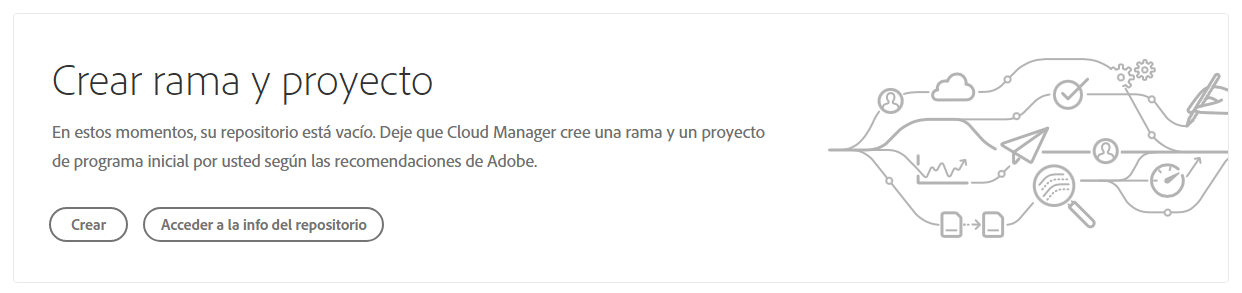 Crear rama y proyecto
En estos momentos, su repositorio está vacío. Deje que Cloud Manager cree una rama y un proyecto
de programa inicial por usted según las recomendaciones de Adobe.
Crear
Acceder a la info del repositorio